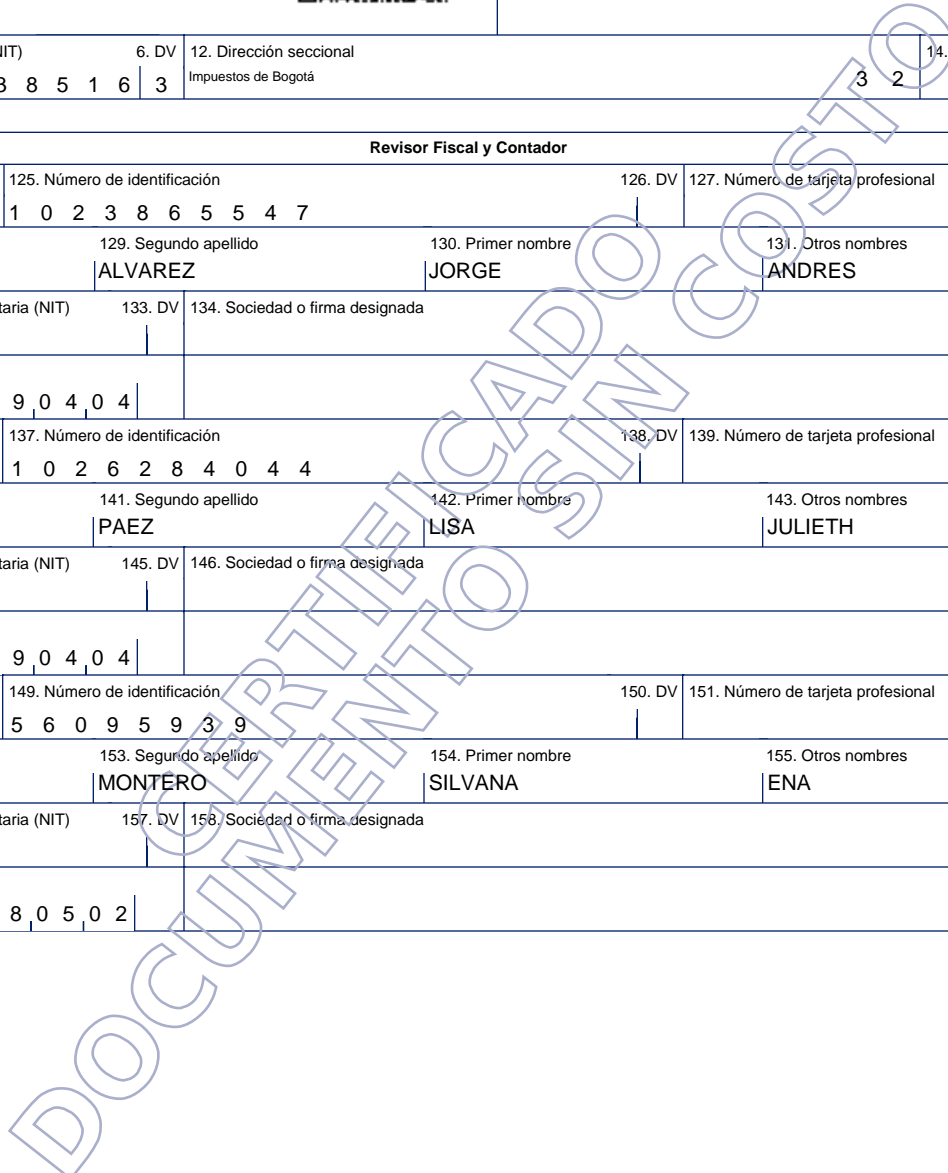 IT) 6. DV 12. Dirección seccional 14.
8 8 5 1 6 3 Impuestos de Bogotá 3 2
Revisor Fiscal y Contador
125. Número de identificación 126. DV 127. Número de tarjeta profesional
1 0 2 3 8 6 5 5 4 7
129. Segundo apellido 130. Primer nombre 131. Otros nombres
ALVAREZ JORGE ANDRES
taria (NIT) 133. DV 134. Sociedad o firma designada
9 0 4 0 4
137. Número de identificación 138. DV 139. Número de tarjeta profesional
1 0 2 6 2 8 4 0 4 4
141. Segundo apellido 142. Primer nombre 143. Otros nombres
PAEZ LISA JULIETH
taria (NIT) 145. DV 146. Sociedad o firma designada
9 0 4 0 4
149. Número de identificación 150. DV 151. Número de tarjeta profesional
5 6 0 9 5 9 3 9
153. Segundo apellido 154. Primer nombre 155. Otros nombres
MONTERO SILVANA ENA
taria (NIT) 157. DV 158. Sociedad o firma designada
8 0 5 0 2
CERTIFICADO
DOCUMENTO SIN COSTO